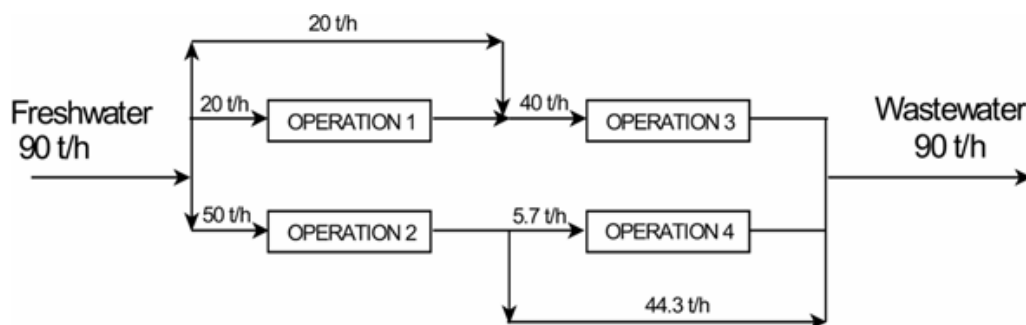 20 t/h
Freshwater
90 t/h
20 t/h
OPERATION 1
40 t/h
OPERATION 3
Wastewater
90 t/h
50 t/h
OPERATION 2
5.7 t/h
OPERATION 4
44.3 t/h